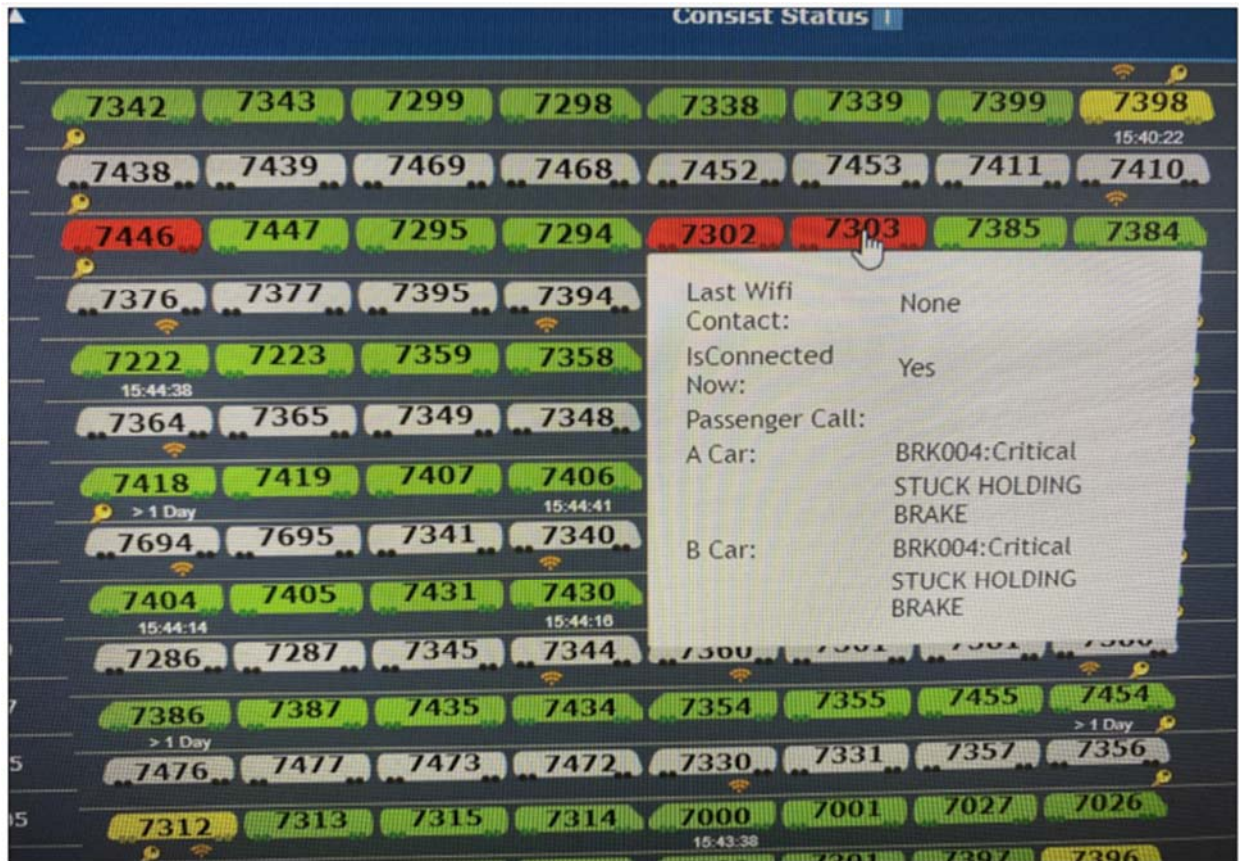 Consist Status i
7342 7343 7299 7298 7338 7339 7399 7398
15:40:22
7438 7439 7469 7468 7452 7453 7411 7410
7446 7447 7295 7294 7302 7303 7385 7384
7376 7377 7395 7394
7222 7223 7359 7358
15:44:38
7364 7365 7349 7348
7418 7419 7407 7406
> 1 Day 15:44:41
7694 7695 7341 7340
7404 7405 7431 7430
15:44:14 15:44:16
7286 7287 7345 7344 7360
Last Wifi
Contact: None
IsConnected
Now: Yes
Passenger Call:
A Car: BRK004:Critical
STUCK HOLDING
BRAKE
B Car: BRK004:Critical
STUCK HOLDING
BRAKE
7386 7387 7435 7434 7354 7355 7455 7454
> 1 Day > 1 Day
7476 7477 7473 7472 7330 7331 7357 7356
7312 7313 7315 7314 7000 7001 7027 7026
15:43:38
7397 7396